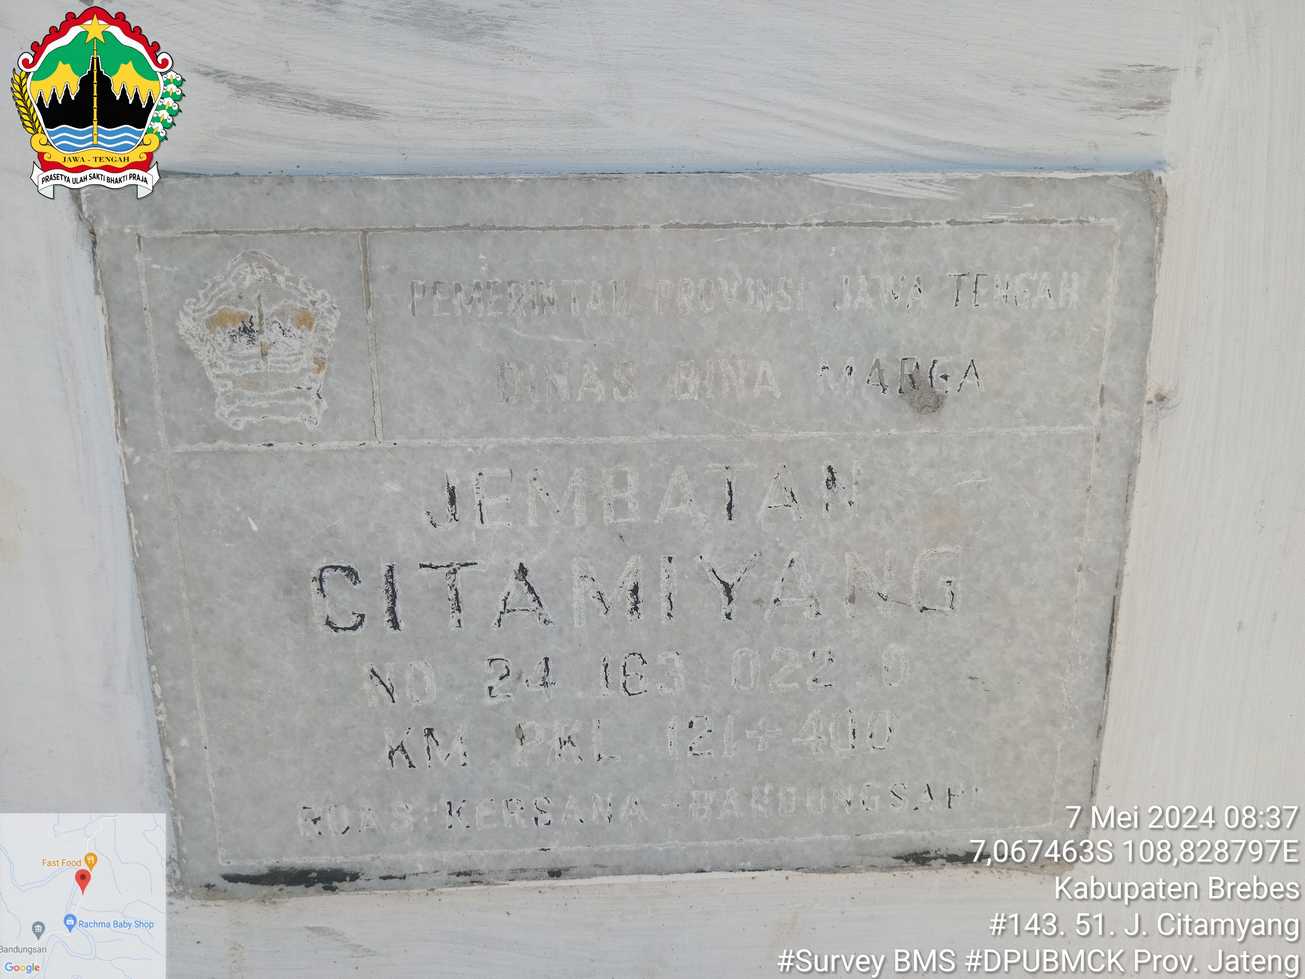 JAWA - TENGAH
PRASETYA ULAH SAKTI BHAKTI PRAJA
PEMERINTAH PROVINSI JAWA TENGAH
DINAS BINA MARGA
JEMBATAN
CITAMIYANG
NO 24.163.022.0
KM.PKL.121+400
RUAS KERSANA - BANDUNGSARI
Fast Food
Rachma Baby Shop
Bandungsari
Google
7 Mei 2024 08:37
7,067463S 108,828797E
Kabupaten Brebes
#143. 51. J. Citamyang
#Survey BMS #DPUBMCK Prov. Jateng